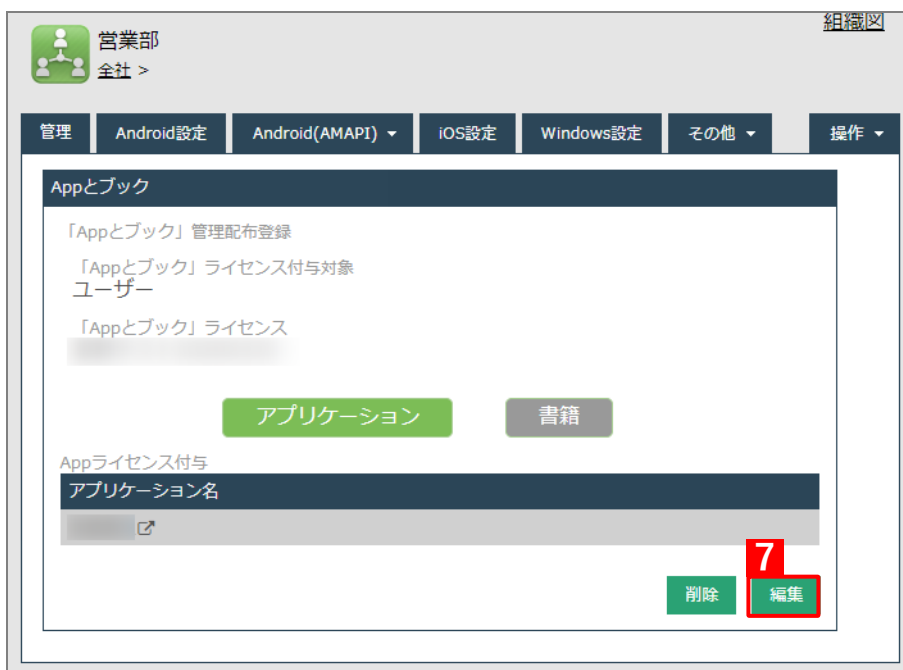 組織図
営業部
全社 >
管理 Android設定 Android(AMAPI) iOS設定 Windows設定 その他 操作
Appとブック
「Appとブック」管理配布登録
「Appとブック」ライセンス付与対象
ユーザー
「Appとブック」ライセンス
アプリケーション 書籍
Appライセンス付与
アプリケーション名
7
削除 編集